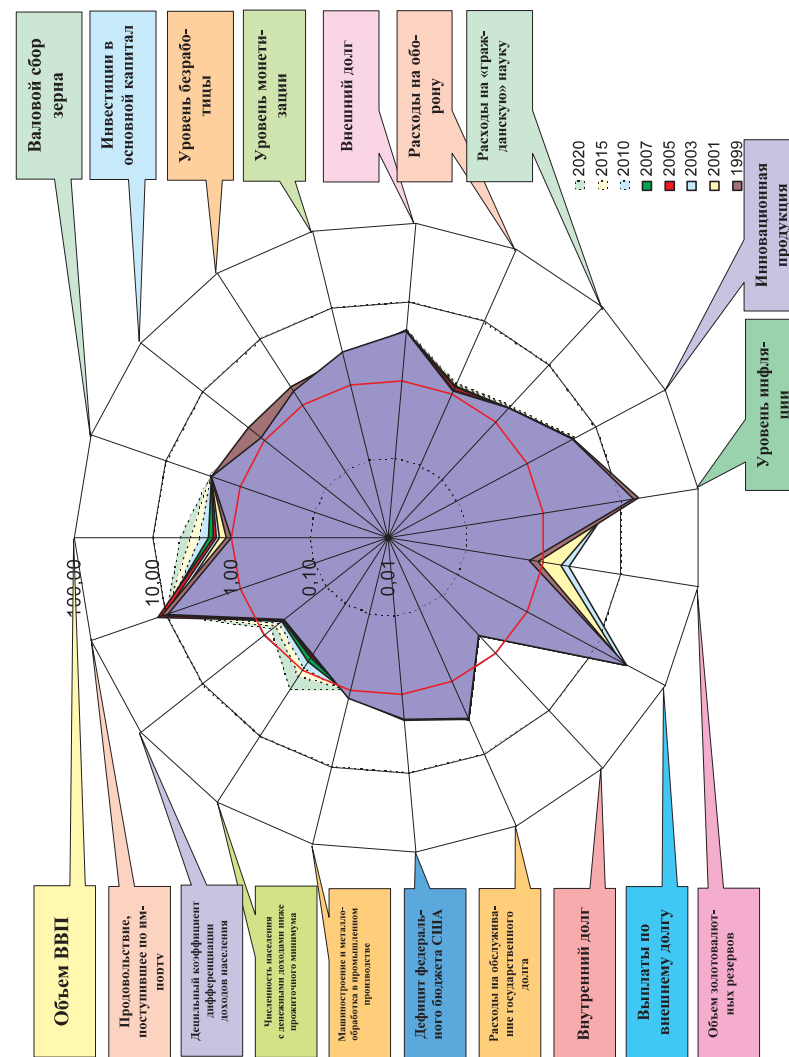 Валовой сбор
зерна
Инвестиции в
основной капитал
Уровень безрабо-
тицы
Уровень монети-
зации
Внешний долг
Расходы на обо-
рону
Расходы на «граж-
данскую» науку
2020
2015
2010
2007
2005
2003
2001
1999
Инновационная
продукция
Уровень инфля-
ции
100,00
10,00
1,00
0,10
0,01
Объем ВВП
Продовольствие,
поступившее по им-
порту
Децильный коэффициент
дифференциации
доходов населения
Численность населения
с денежными доходами ниже
прожиточного минимума
Машиностроение и металло-
обработка в промышленном
производстве
Дефицит федераль-
ного бюджета США
Расходы на обслужива-
ние государственного
долга
Внутренний долг
Выплаты по
внешнему долгу
Объем золотовалют-
ных резервов